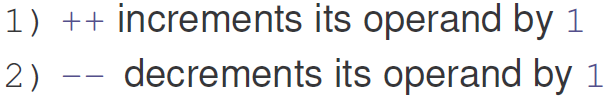 1) ++ increments its operand by 1
2) -- decrements its operand by 1